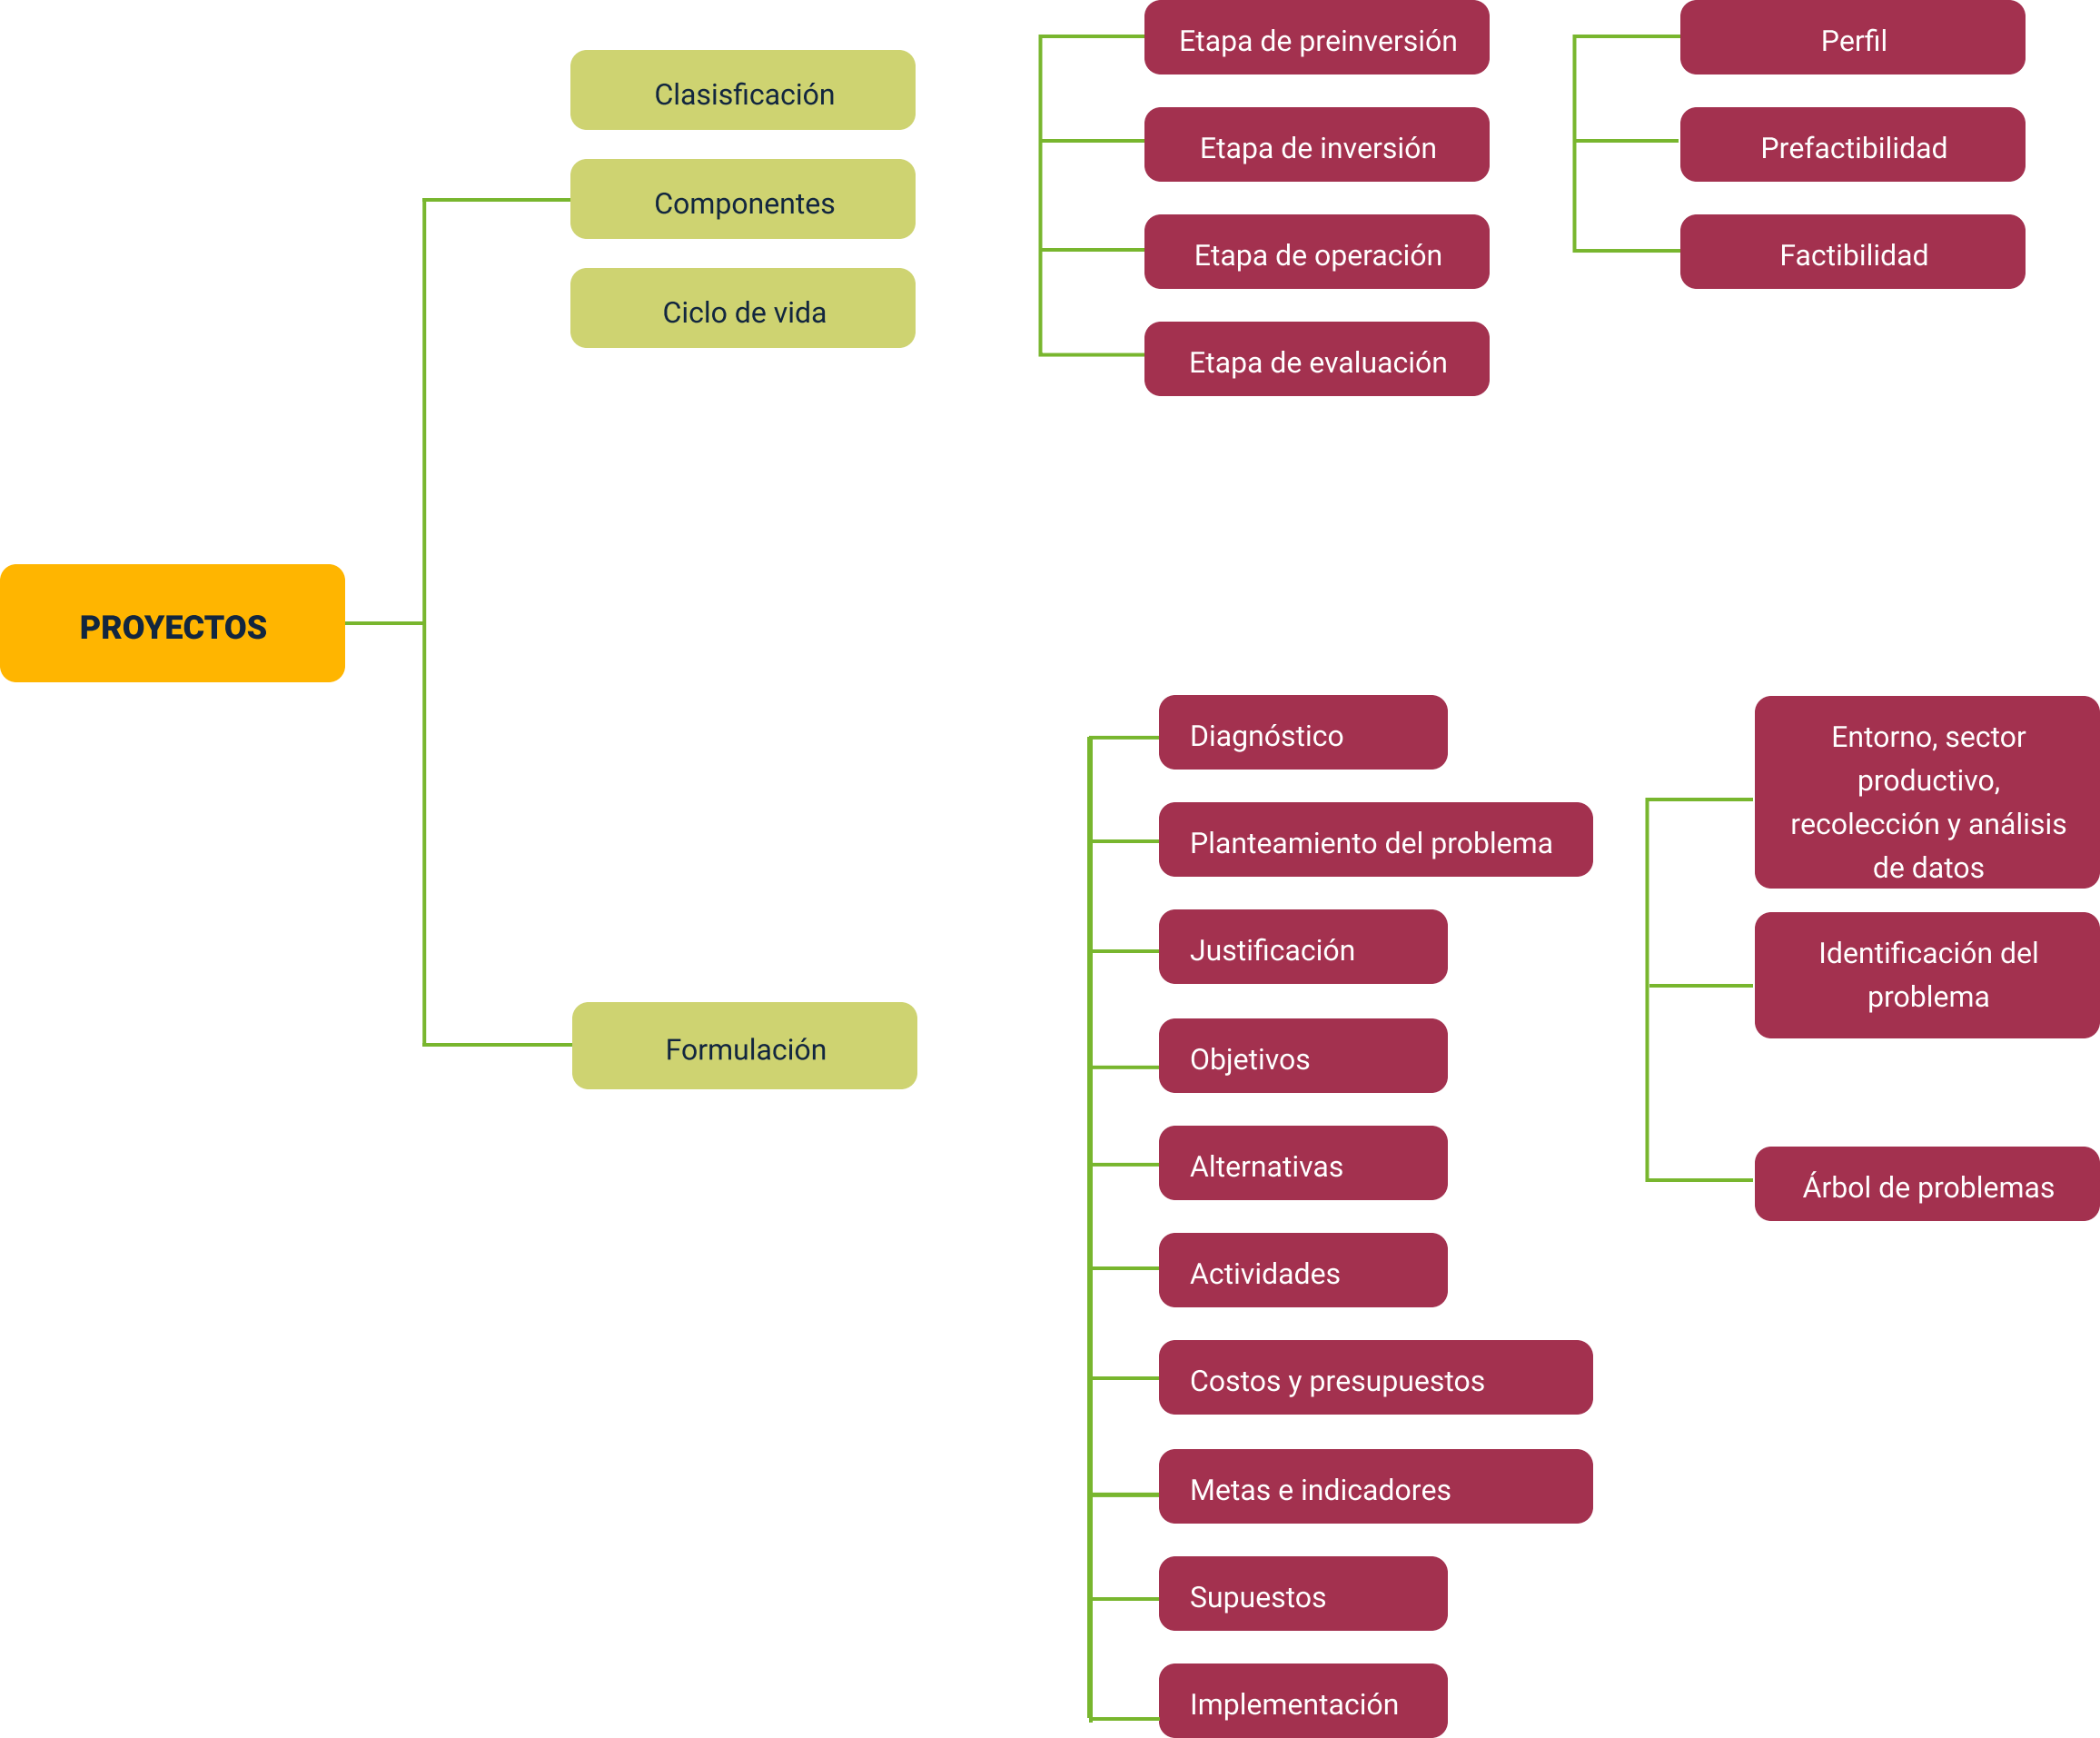 PROYECTOS
Clasisficación
Componentes
Ciclo de vida
Etapa de preinversión
Etapa de inversión
Etapa de operación
Etapa de evaluación
Perfil
Prefactibilidad
Factibilidad
Formulación
Diagnóstico
Planteamiento del problema
Justificación
Objetivos
Alternativas
Actividades
Costos y presupuestos
Metas e indicadores
Supuestos
Implementación
Entorno, sector
productivo,
recolección y análisis
de datos
Identificación del
problema
Árbol de problemas